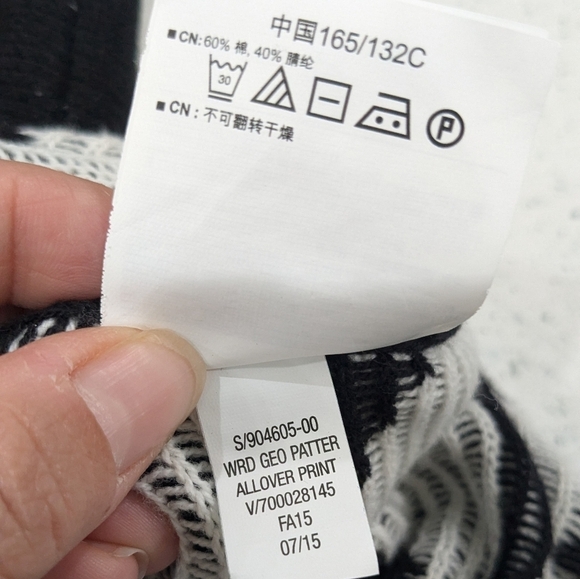 中国165/132C
CN: 60% 棉, 40% 腈纶
30
P
CN : 不可翻转干燥
S/904605-00
WRD GEO PATTER
ALLOVER PRINT
V/700028145
FA15
07/15